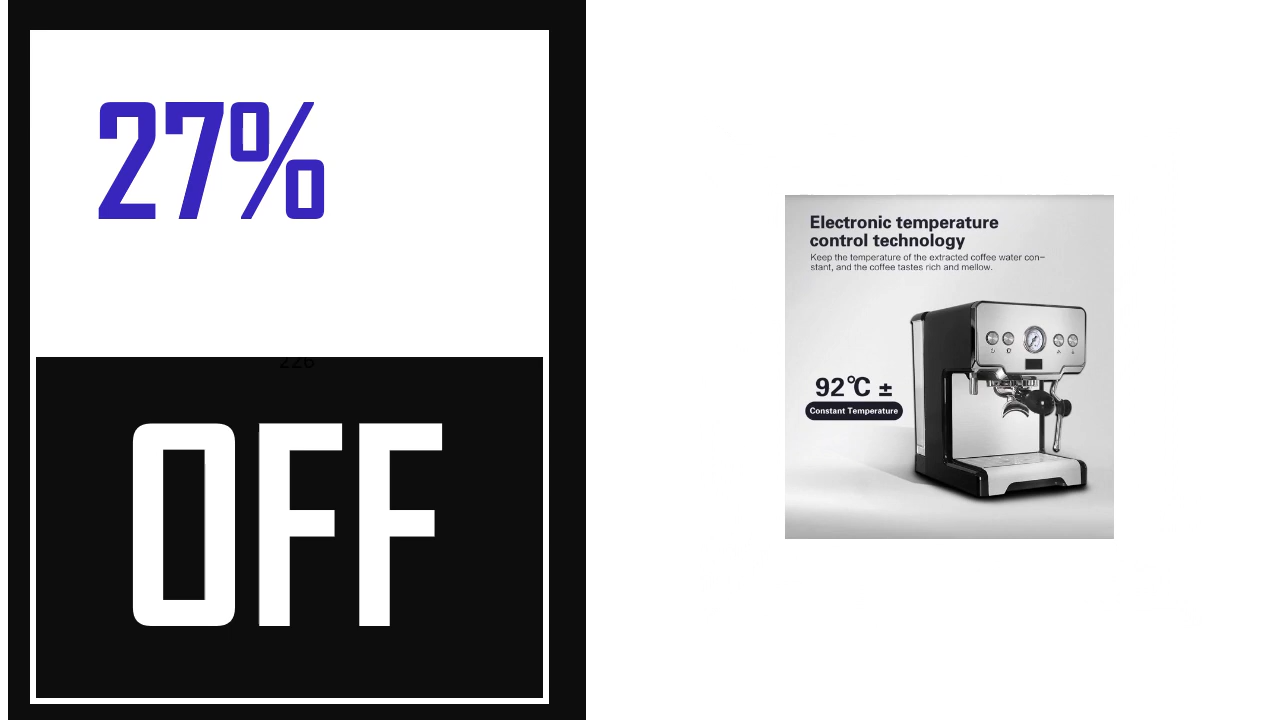 27%
226
OFF
Electronic temperature
control technology
Keep the temperature of the extracted coffee water con-
stant, and the coffee tastes rich and mellow.
92°C ±
Constant Temperature